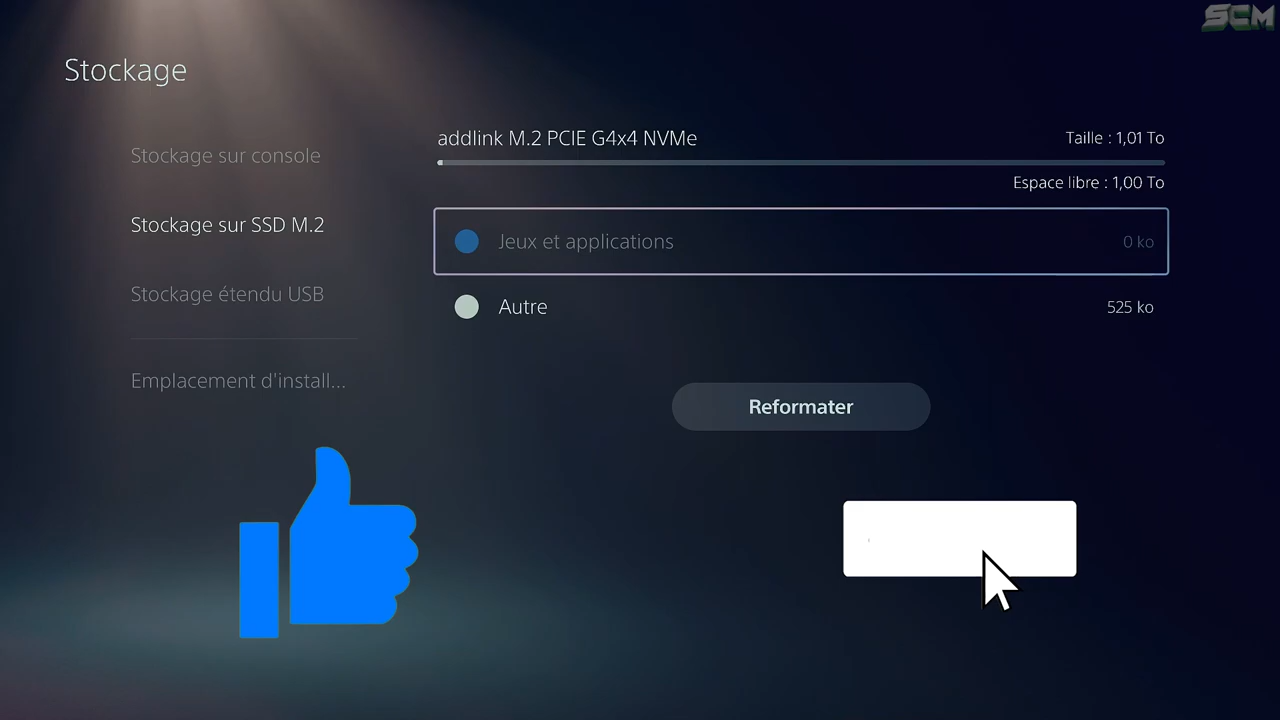 SCM
Stockage
Stockage sur console
Stockage sur SSD M.2
Stockage étendu USB
Emplacement d'install...
addlink M.2 PCIE G4x4 NVMe
Taille : 1,01 To
Espace libre : 1,00 To
Jeux et applications
0 ko
Autre
525 ko
Reformater